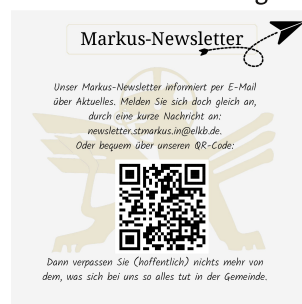 Markus-Newsletter
Unser Markus-Newsletter informiert per E-Mail
über Aktuelles. Melden Sie sich doch gleich an,
durch eine kurze Nachricht an:
newsletter.stmarkus.in@elkb.de.
Oder bequem über unseren QR-Code:
Dann verpassen Sie (hoffentlich) nichts mehr von
dem, was sich bei uns so alles tut in der Gemeinde.